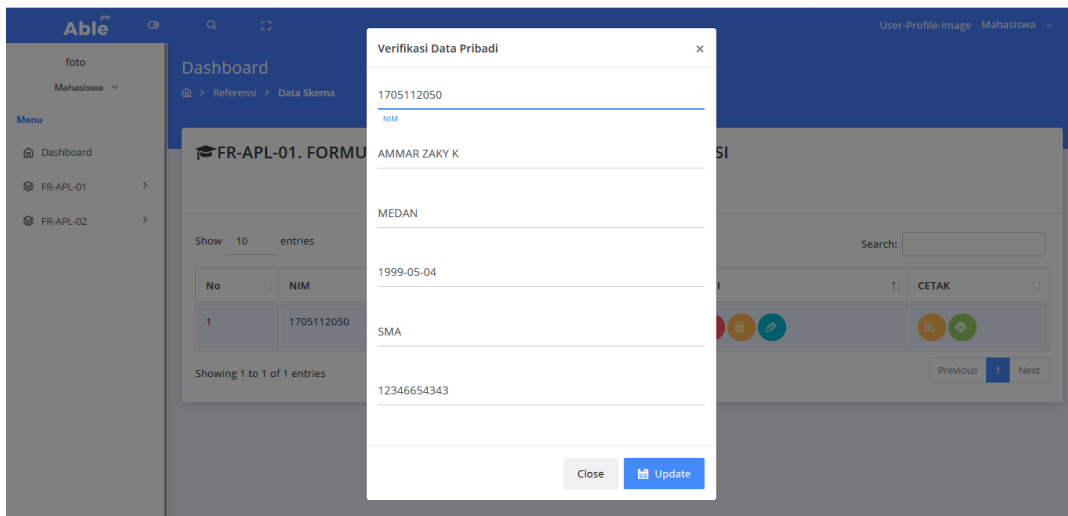 Able pro
User-Profile-Image Mahasiswa
foto
Mahasiswa
Menu
Dashboard
FR-APL-01
FR-APL-02
Dashboard
> Referensi > Data Skema
FR-APL-01. FORMU
SI
Show 10 entries
Search:
No NIM I CETAK
1 1705112050
Showing 1 to 1 of 1 entries
Previous 1 Next
Verifikasi Data Pribadi ×
1705112050
NIM
AMMAR ZAKY K
MEDAN
1999-05-04
SMA
12346654343
Close Update